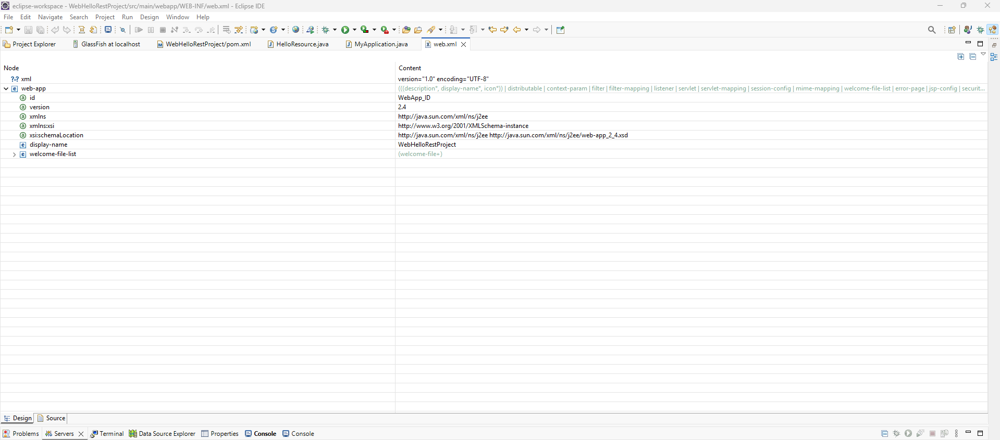 eclipse-workspace - WebHelloRestProject/src/main/webapp/WEB-INF/web.xml - Eclipse IDE
File Edit Navigate Search Project Run Design Window Help
Project Explorer GlassFish at localhost WebHelloRestProject/pom.xml HelloResource.java MyApplication.java web.xml
Node Content
?=? xml version="1.0" encoding="UTF-8"
web-app (((description*, display-name*, icon*)) | distributable | context-param | filter | filter-mapping | listener | servlet | servlet-mapping | session-config | mime-mapping | welcome-file-list | error-page | jsp-config | securit...
id WebApp_ID
version 2.4
xmlns http://java.sun.com/xml/ns/j2ee
xmlns:xsi http://www.w3.org/2001/XMLSchema-instance
xsi:schemaLocation http://java.sun.com/xml/ns/j2ee http://java.sun.com/xml/ns/j2ee/web-app_2_4.xsd
display-name WebHelloRestProject
welcome-file-list (welcome-file+)
Design Source
Problems Servers Terminal Data Source Explorer Properties Console Console